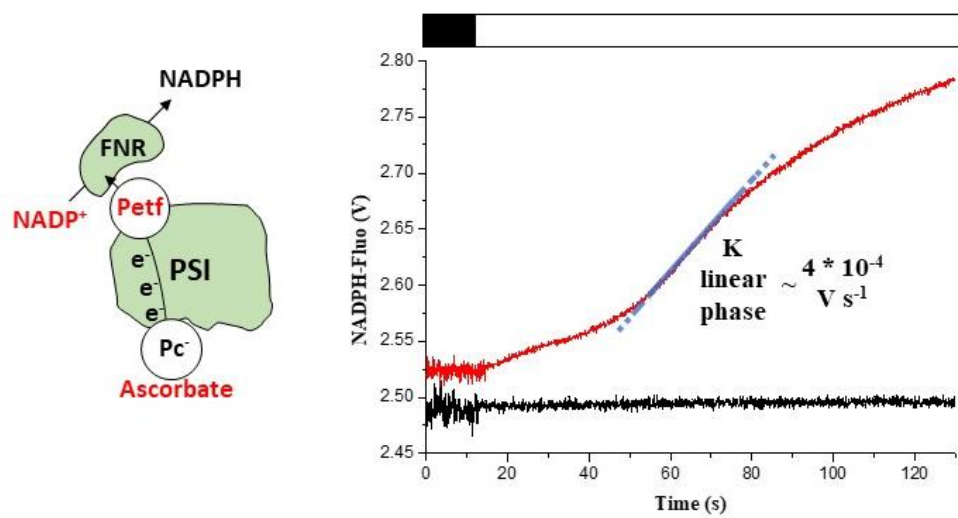 NADPH
FNR
NADP+
Petf
e-
e-
e-
PSI
Pc-
Ascorbate
2.80
2.75
2.70
2.65
2.60
2.55
2.50
2.45
NADPH-Fluo (V)
K
linear
phase
~ 4 * 10-4
V s-1
0 20 40 60 80 100 120
Time (s)